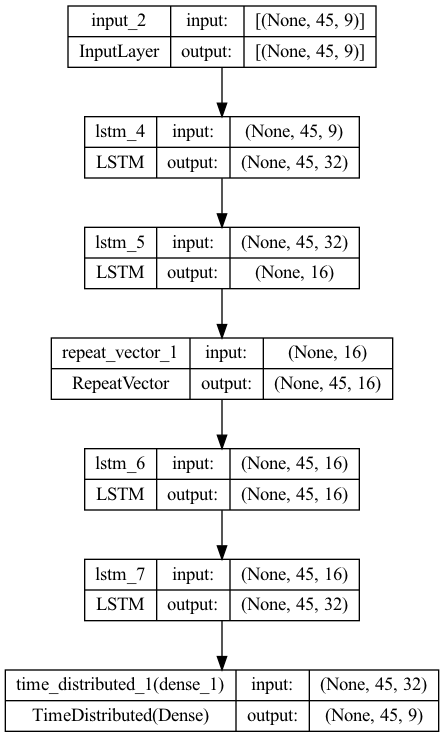 input_2 input: [(None, 45, 9)]
InputLayer output: [(None, 45, 9)]
lstm_4 input: (None, 45, 9)
LSTM output: (None, 45, 32)
lstm_5 input: (None, 45, 32)
LSTM output: (None, 16)
repeat_vector_1 input: (None, 16)
RepeatVector output: (None, 45, 16)
lstm_6 input: (None, 45, 16)
LSTM output: (None, 45, 16)
lstm_7 input: (None, 45, 16)
LSTM output: (None, 45, 32)
time_distributed_1(dense_1) input: (None, 45, 32)
TimeDistributed(Dense) output: (None, 45, 9)